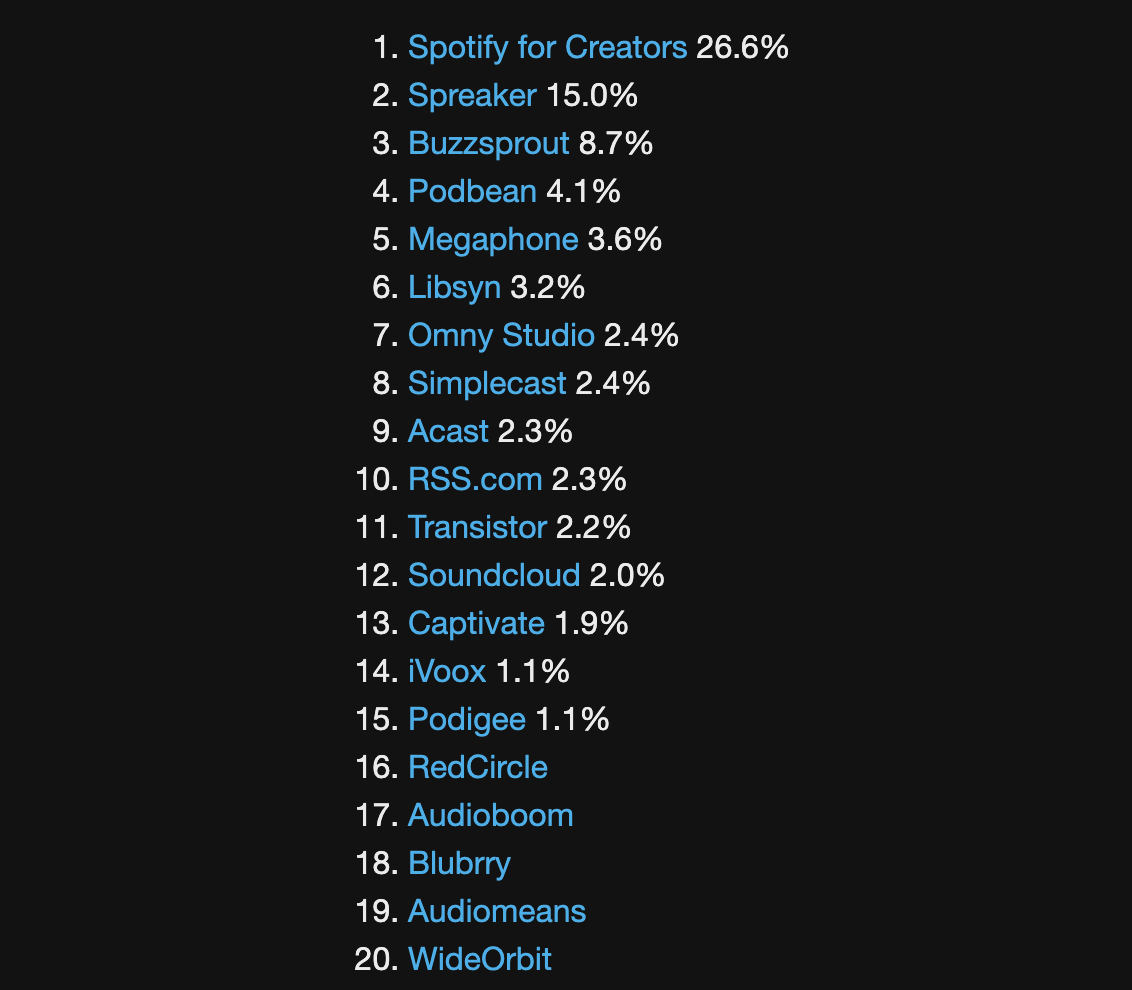 1. Spotify for Creators 26.6%
2. Spreaker 15.0%
3. Buzzsprout 8.7%
4. Podbean 4.1%
5. Megaphone 3.6%
6. Libsyn 3.2%
7. Omny Studio 2.4%
8. Simplecast 2.4%
9. Acast 2.3%
10. RSS.com 2.3%
11. Transistor 2.2%
12. Soundcloud 2.0%
13. Captivate 1.9%
14. iVoox 1.1%
15. Podigee 1.1%
16. RedCircle
17. Audioboom
18. Blubrry
19. Audiomeans
20. WideOrbit